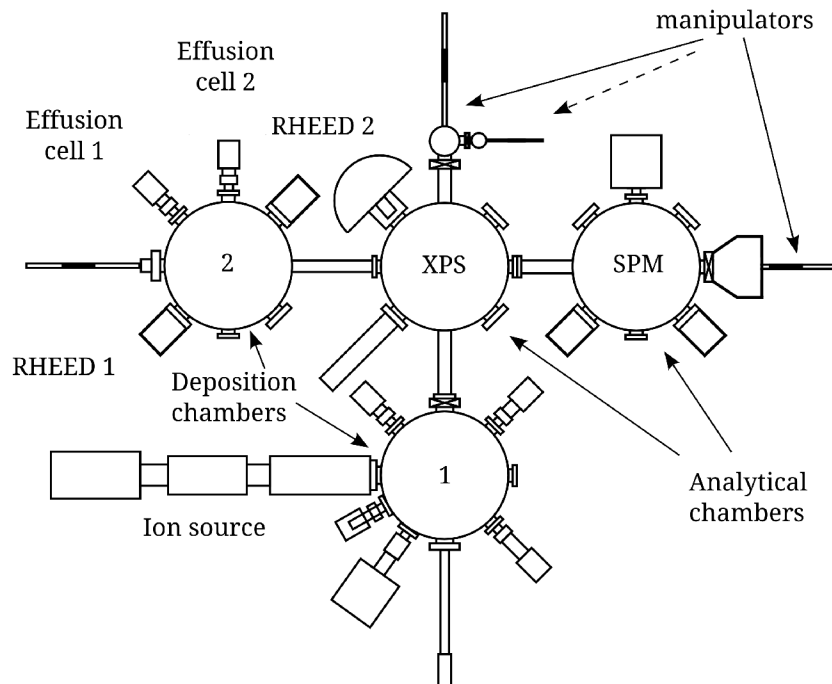 manipulators
Effusion
cell 2
Effusion
cell 1
RHEED 2
2
XPS
SPM
RHEED 1
Deposition
chambers
1
Analytical
chambers
Ion source